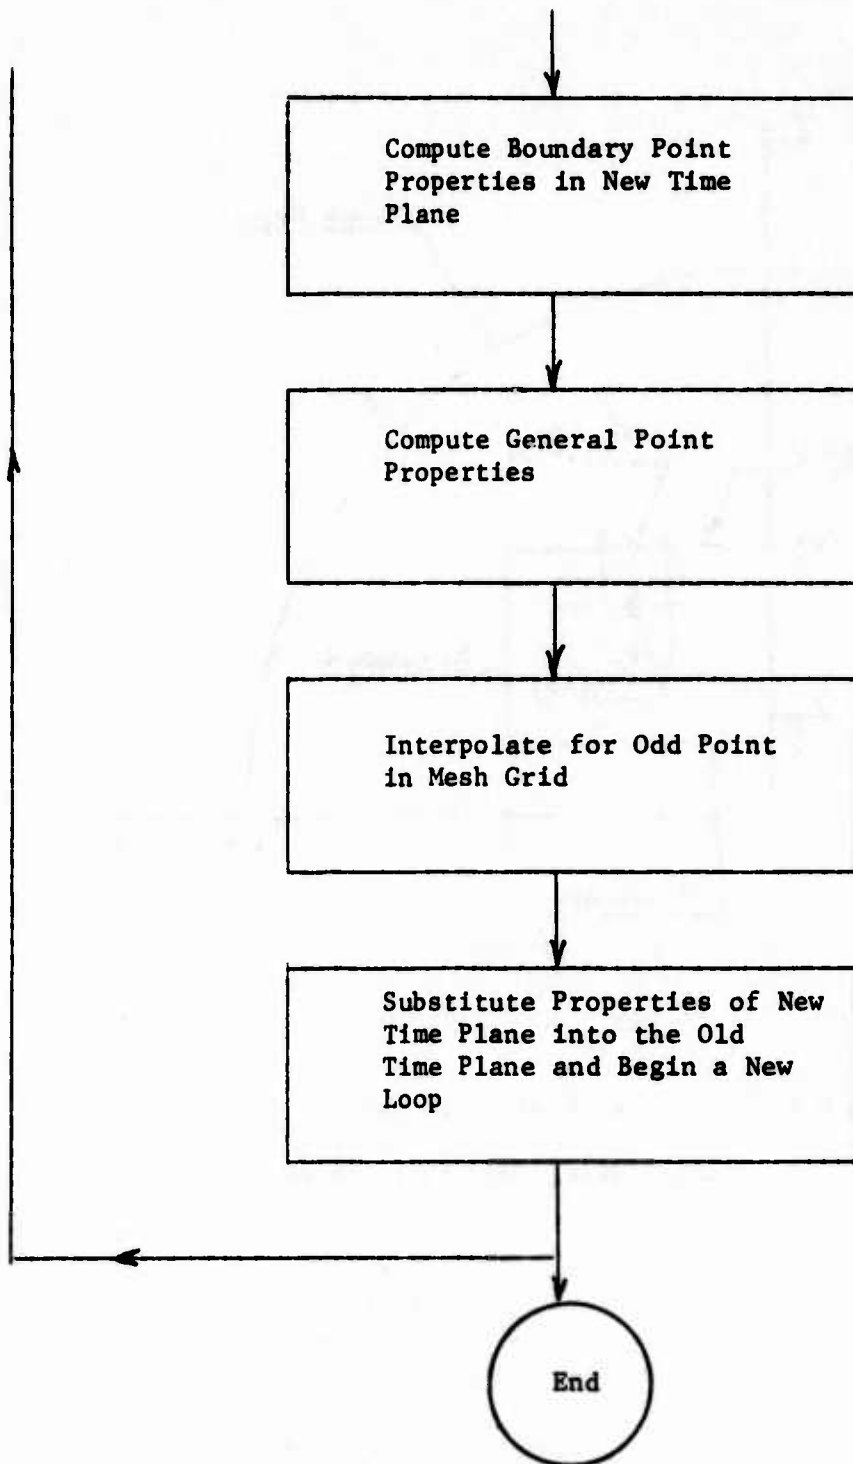 Compute Boundary Point
Properties in New Time
Plane
Compute General Point
Properties
Interpolate for Odd Point
in Mesh Grid
Substitute Properties of New
Time Plane into the Old
Time Plane and Begin a New
Loop
End